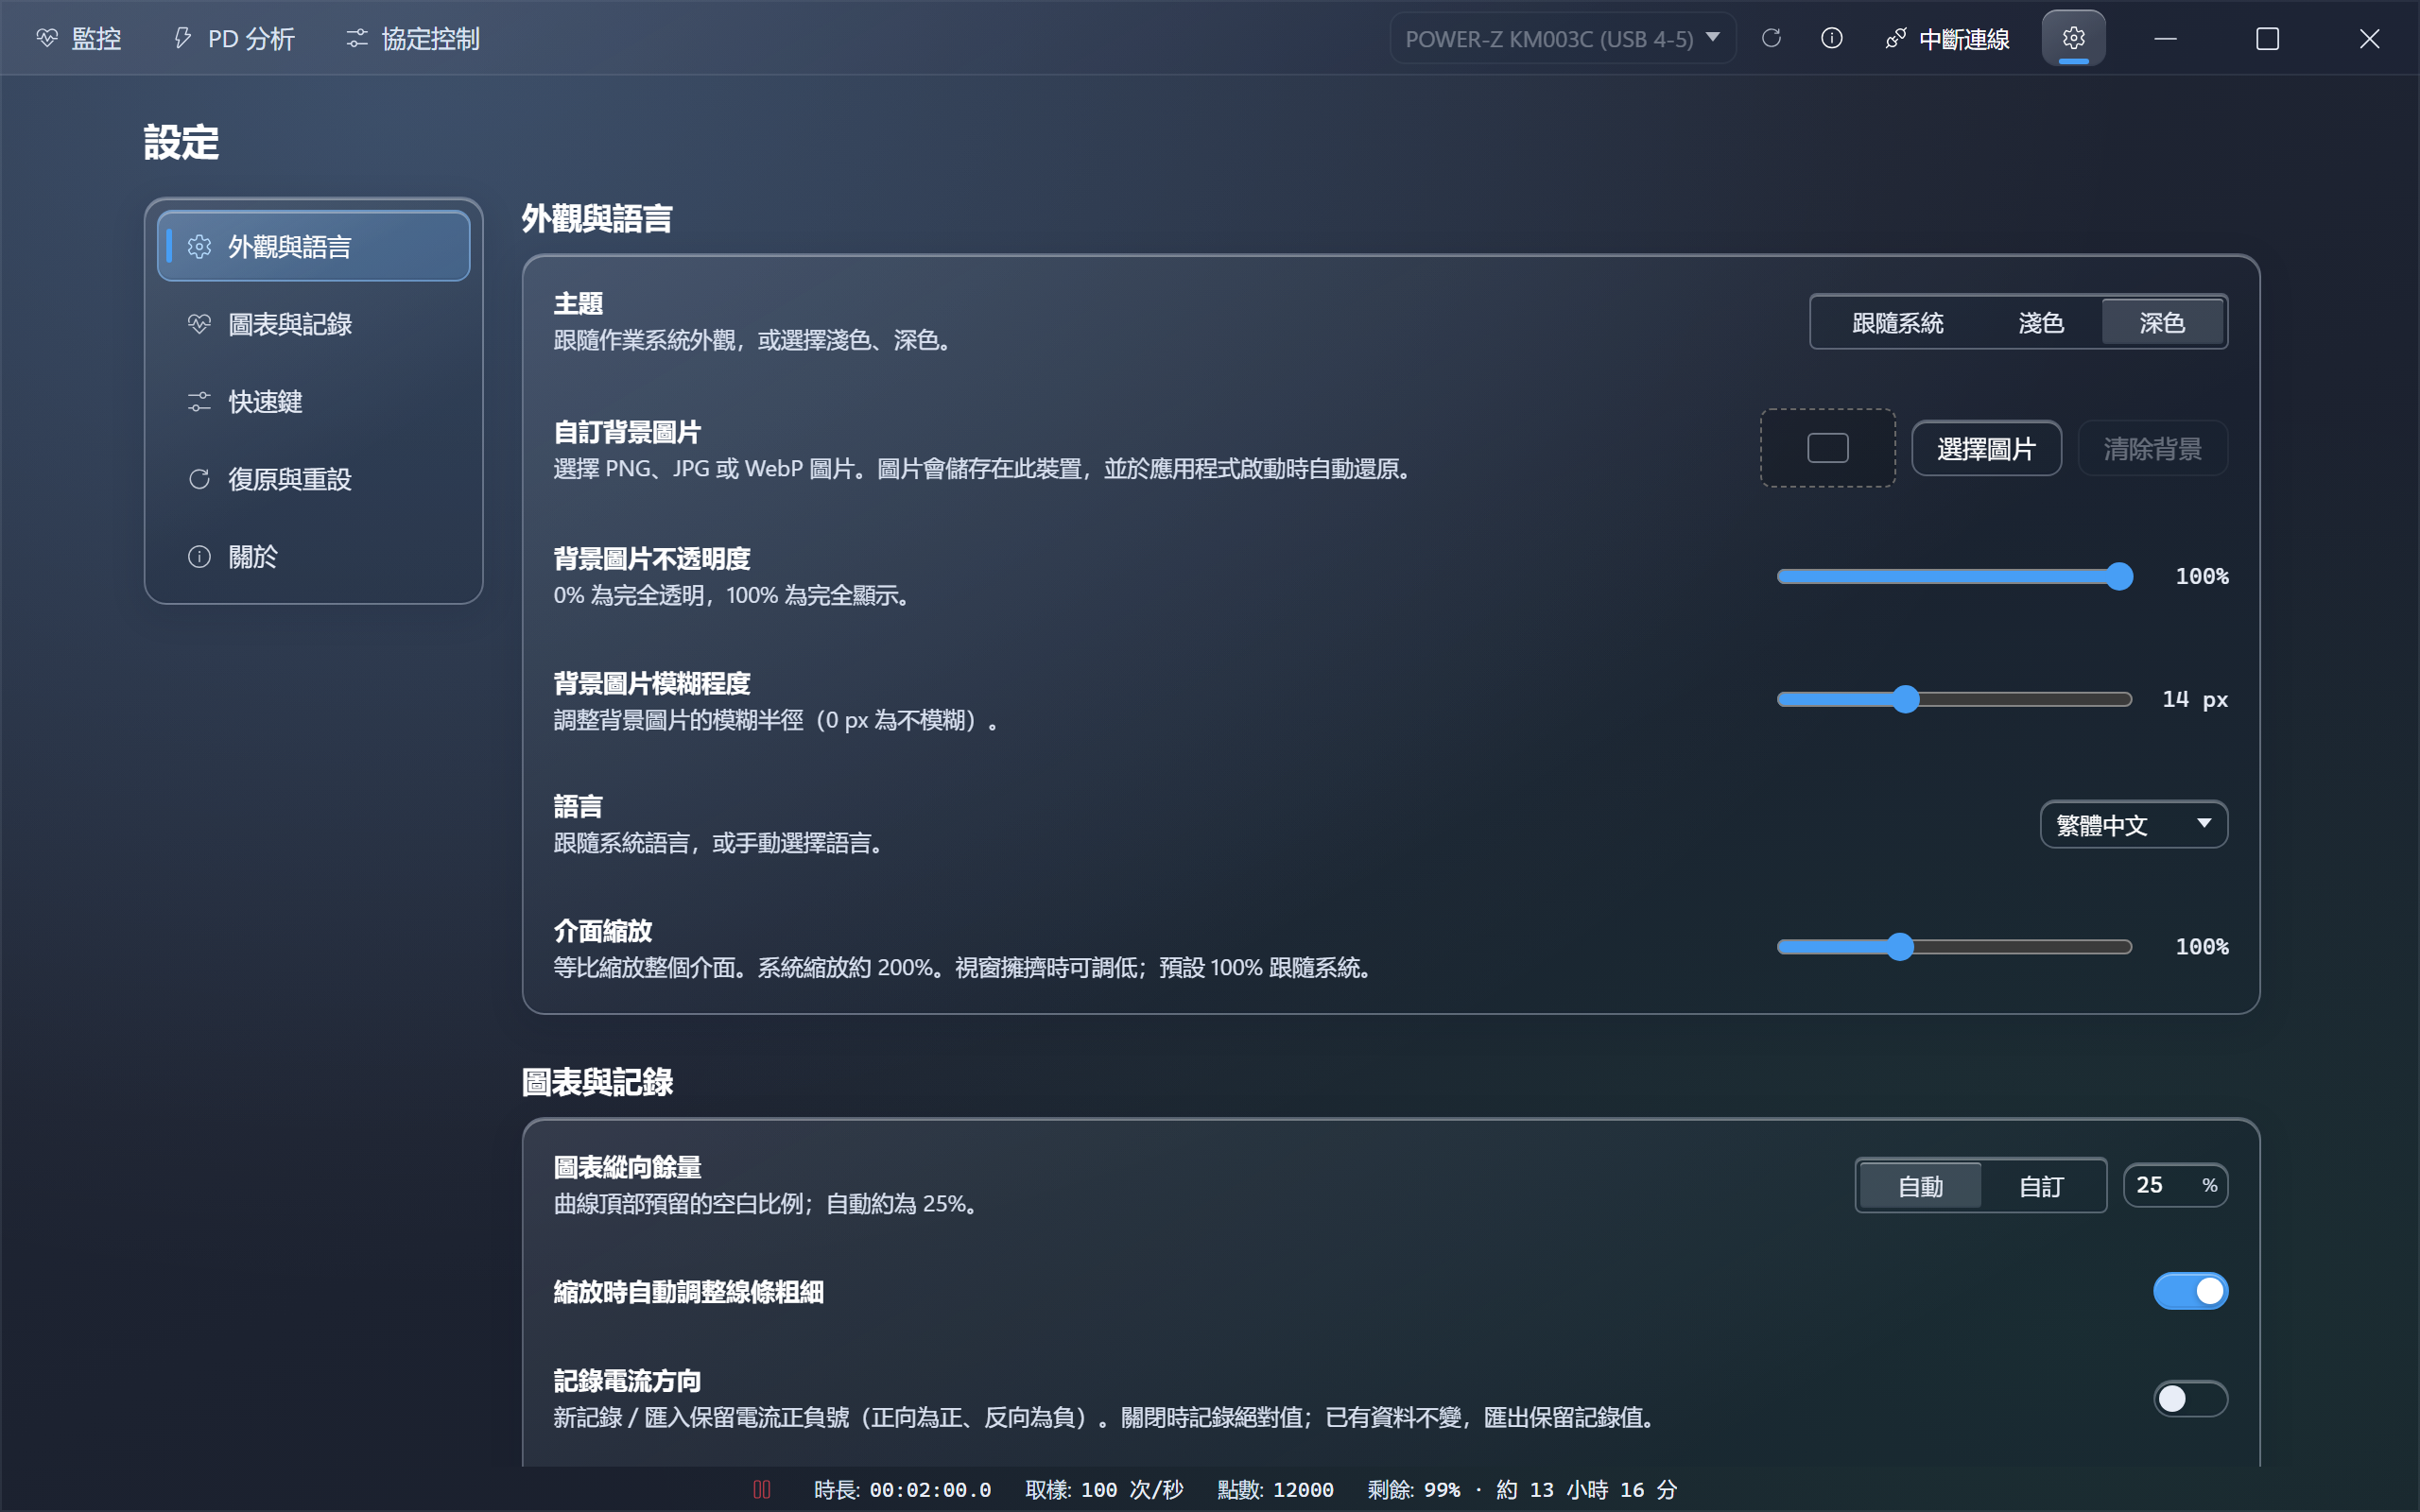 監控
PD 分析
協定控制
POWER-Z KM003C (USB 4-5)
中斷連線
設定
外觀與語言
圖表與記錄
快速鍵
復原與重設
關於
外觀與語言
主題
跟隨作業系統外觀，或選擇淺色、深色。
跟隨系統
淺色
深色
自訂背景圖片
選擇 PNG、JPG 或 WebP 圖片。圖片會儲存在此裝置，並於應用程式啟動時自動還原。
選擇圖片
清除背景
背景圖片不透明度
0% 為完全透明，100% 為完全顯示。
100%
背景圖片模糊程度
調整背景圖片的模糊半徑（0 px 為不模糊）。
14 px
語言
跟隨系統語言，或手動選擇語言。
繁體中文
介面縮放
等比縮放整個介面。系統縮放約 200%。視窗擁擠時可調低；預設 100% 跟隨系統。
100%
圖表與記錄
圖表縱向餘量
曲線頂部預留的空白比例；自動約為 25%。
自動
自訂
25 %
縮放時自動調整線條粗細
記錄電流方向
新記錄 / 匯入保留電流正負號（正向為正、反向為負）。關閉時記錄絕對值；已有資料不變，匯出保留記錄值。
時長: 00:02:00.0 取樣: 100 次/秒 點數: 12000 剩餘: 99% · 約 13 小時 16 分